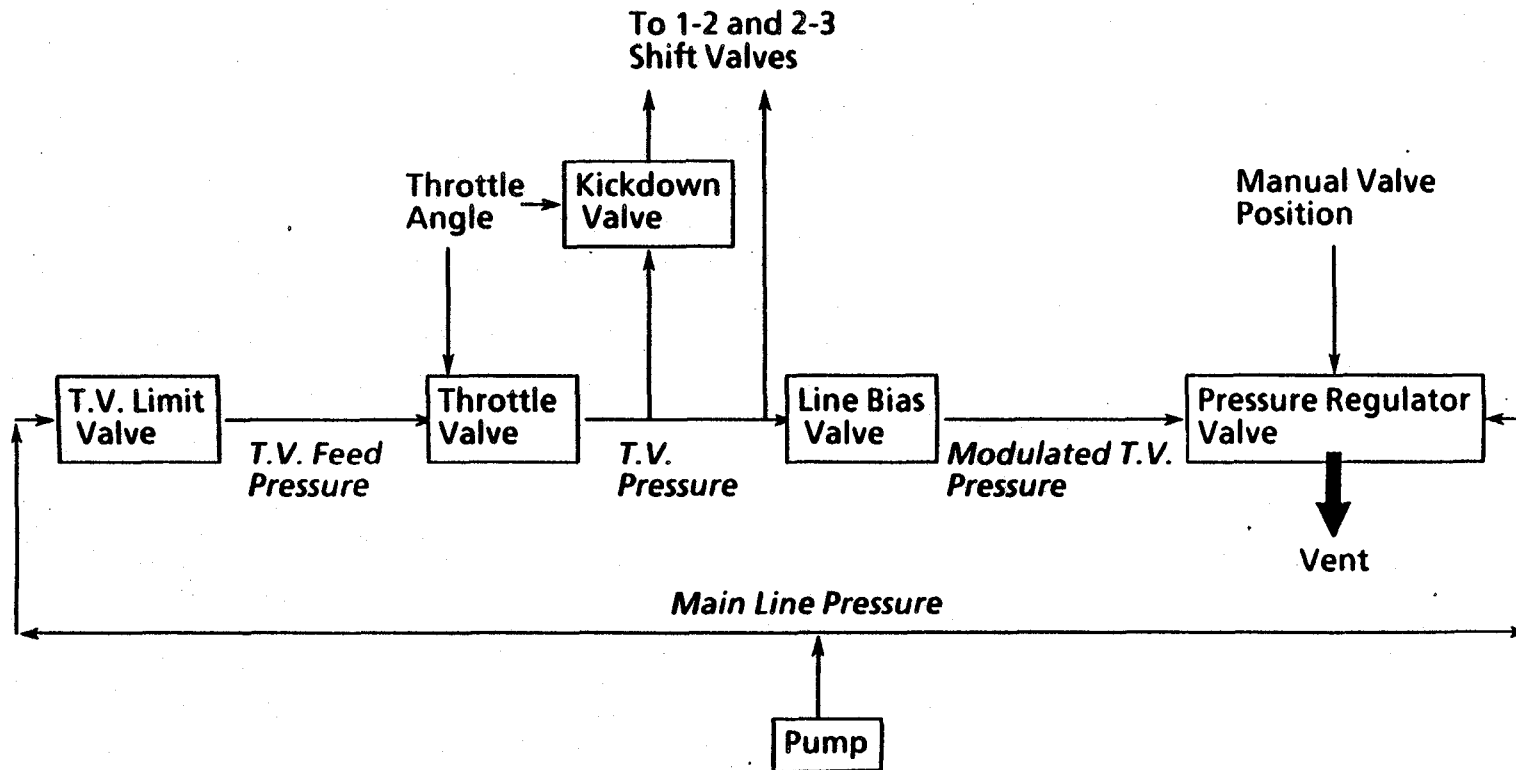 To 1-2 and 2-3
Shift Valves
Throttle
Angle
Kickdown
Valve
Manual Valve
Position
T.V. Limit
Valve
T.V. Feed
Pressure
Throttle
Valve
T.V.
Pressure
Line Bias
Valve
Modulated T.V.
Pressure
Pressure Regulator
Valve
Vent
Main Line Pressure
Pump